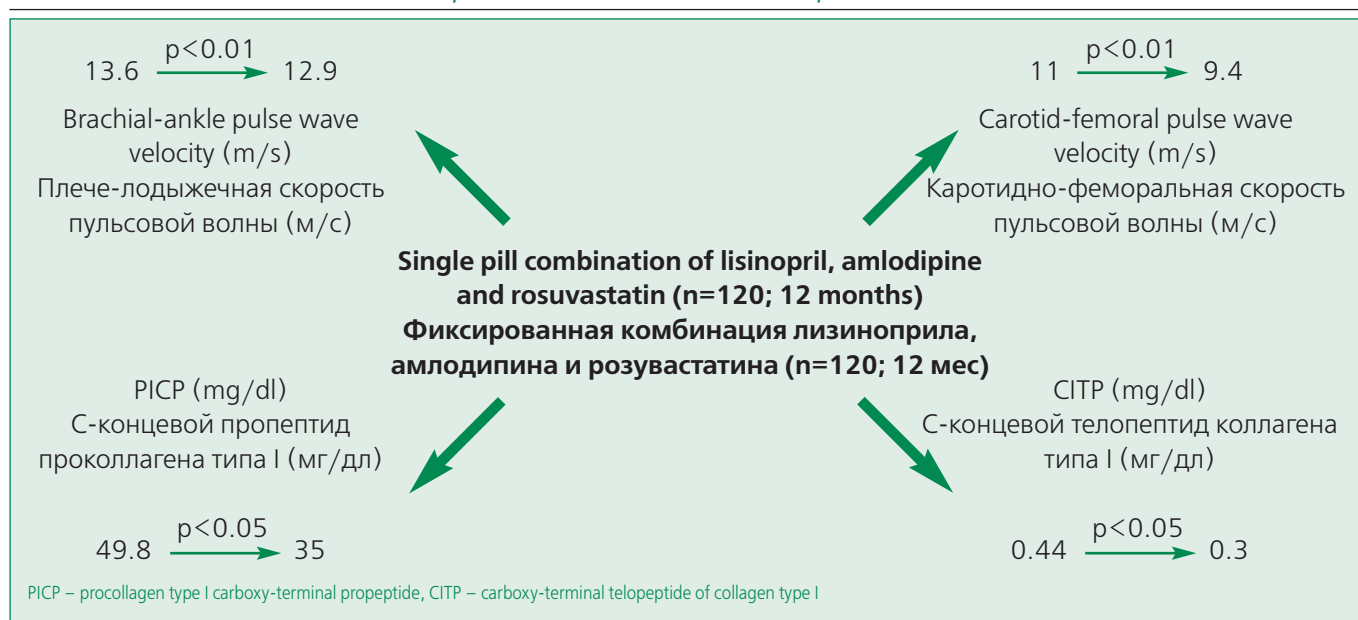 p<0.01
13.6 12.9
Brachial-ankle pulse wave
velocity (m/s)
Плече-лодыжечная скорость
пульсовой волны (м/с)
p<0.01
11 9.4
Carotid-femoral pulse wave
velocity (m/s)
Каротидно-феморальная скорость
пульсовой волны (м/с)
Single pill combination of lisinopril, amlodipine
and rosuvastatin (n=120; 12 months)
Фиксированная комбинация лизиноприла,
амлодипина и розувастатина (n=120; 12 мес)
PICP (mg/dl)
С-концевой пропептид
проколлагена типа I (мг/дл)
p<0.05
49.8 35
CITP (mg/dl)
С-концевой телопептид коллагена
типа I (мг/дл)
p<0.05
0.44 0.3
PICP – procollagen type I carboxy-terminal propeptide, CITP – carboxy-terminal telopeptide of collagen type I